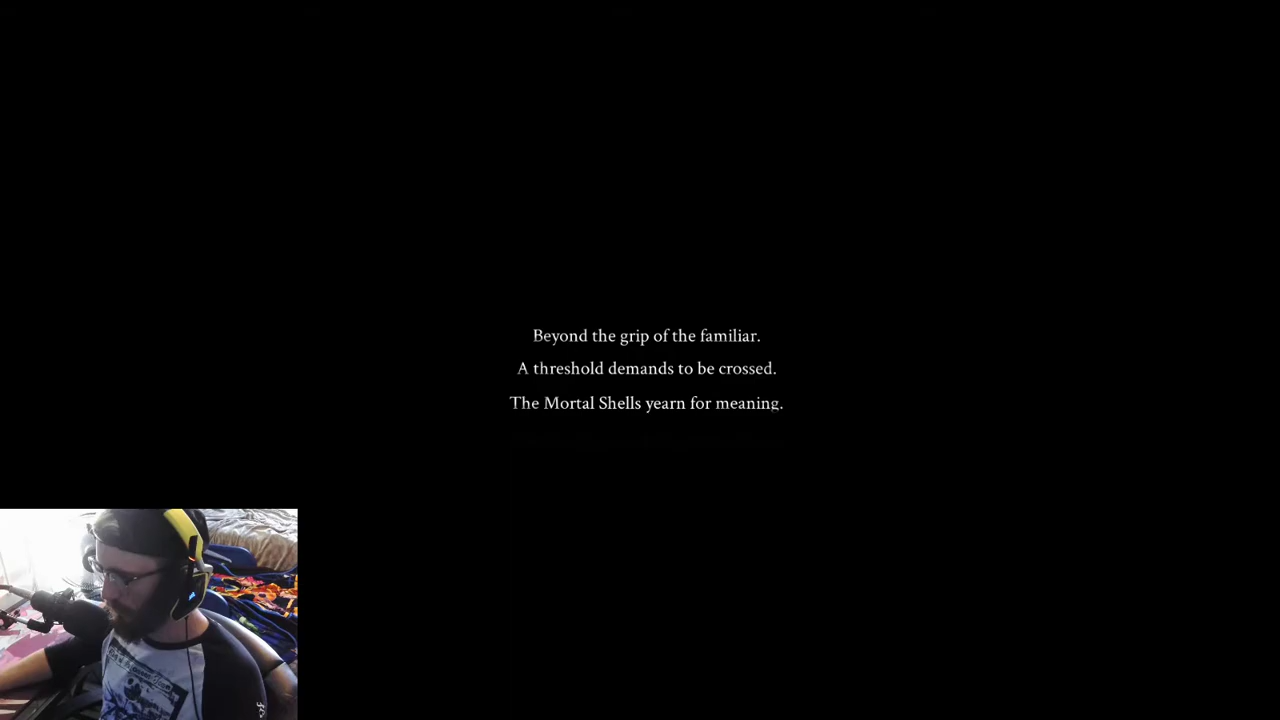 Beyond the grip of the familiar.
A threshold demands to be crossed.
The Mortal Shells yearn for meaning.